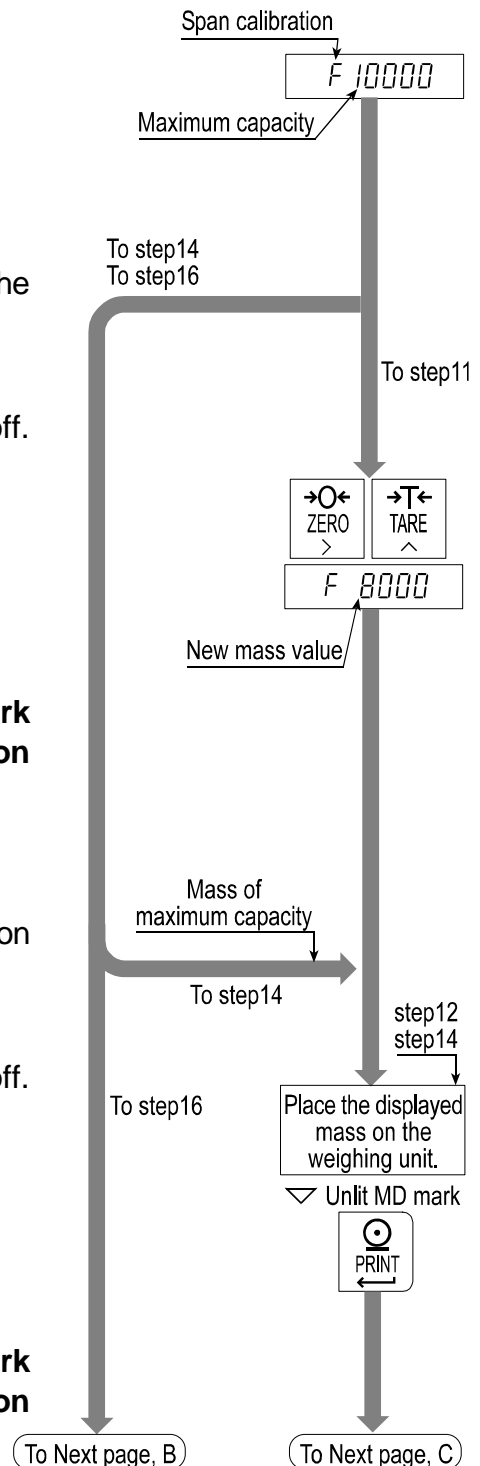 Span calibration
F 10000
Maximum capacity
To step14
To step16
he
To step11
ff.
→O← →T←
ZERO TARE
> ^
F 8000
New mass value
rk
on
Mass of
maximum capacity
on
To step14
step12
step14
ff.
To step16
Place the displayed
mass on the
weighing unit.
▽ Unlit MD mark
PRINT
rk
on
To Next page, B
To Next page, C